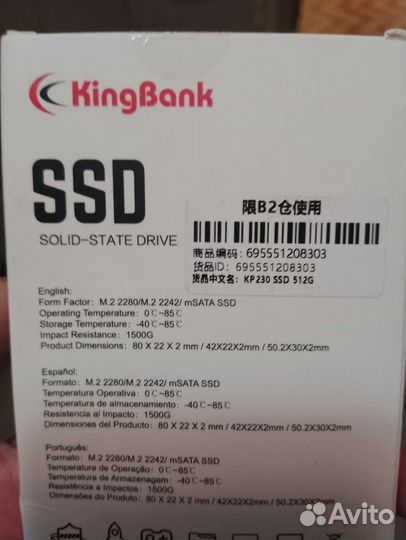 KingBank
SSD
SOLID-STATE DRIVE
限B2仓使用
商品编码: 695551208303
货品ID: 695551208303
货品中文名: KP230 SSD 512G
English:
Form Factor: M.2 2280/M.2 2242/ mSATA SSD
Operating Temperature: 0℃~85℃
Storage Temperature: -40℃~85℃
Impact Resistance: 1500G
Product Dimensions: 80 X 22 X 2 mm / 42X22X2mm / 50.2X30X2mm
Español:
Formato: M.2 2280/M.2 2242/ mSATA SSD
Temperatura Operativa: 0℃~85℃
Temperatura de almacenamiento: -40℃~85℃
Resistencia al Impacto: 1500G
Dimensiones del Producto: 80 X 22 X 2 mm / 42X22X2mm / 50.2X30X2mm
Português:
Formato: M.2 2280/M.2 2242/ mSATA SSD
Temperatura de Operação: 0℃~85℃
Temperatura de Armazenagem: -40℃~85℃
Resistência ao Impacto: 1500G
Dimensões do Produto: 80 X 22 X 2 mm / 42X22X2mm / 50.2X30X2mm
Avito